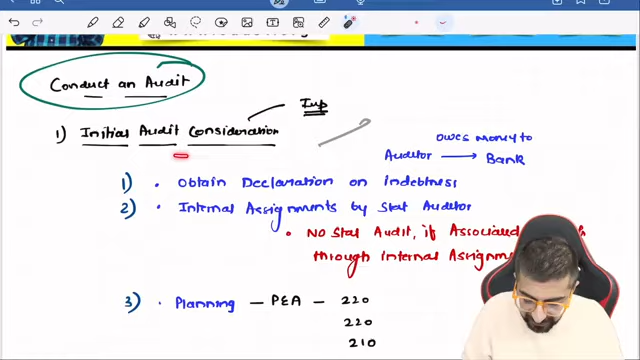 Conduct an Audit
1) Initial Audit Consideration
Imp
owes money to
Auditor → Bank
1) • Obtain Declaration on indebtness
2) • Internal Assignments by Stat Auditor
• No Stat Audit, if Associated
through Internal Assignm
3) • Planning – PEA – 220
220
210